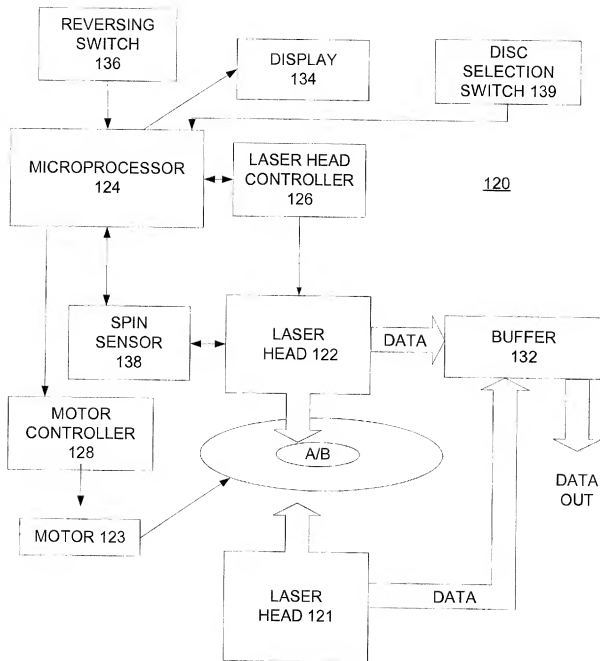 REVERSING
SWITCH
136
DISPLAY
134
DISC
SELECTION
SWITCH 139
MICROPROCESSOR
124
LASER HEAD
CONTROLLER
126
120
SPIN
SENSOR
138
LASER
HEAD 122
DATA
BUFFER
132
MOTOR
CONTROLLER
128
A/B
DATA
OUT
MOTOR 123
LASER
HEAD 121
DATA